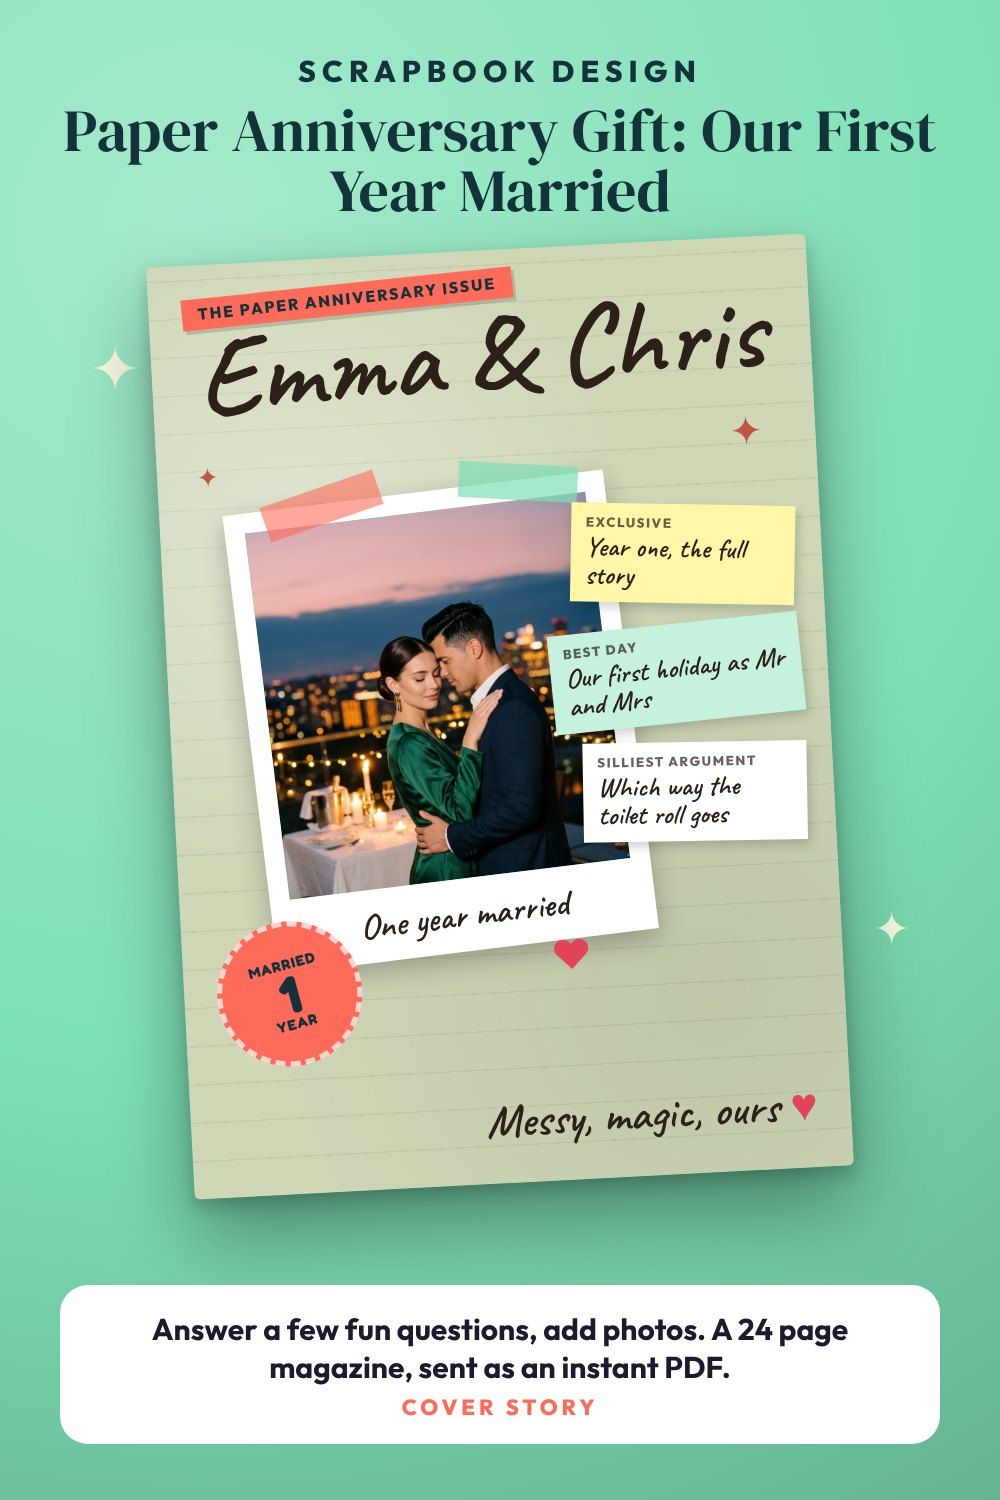 SCRAPBOOK DESIGN
Paper Anniversary Gift: Our First
Year Married
THE PAPER ANNIVERSARY ISSUE
Emma & Chris
EXCLUSIVE
Year one, the full
story
BEST DAY
Our first holiday as Mr
and Mrs
SILLIEST ARGUMENT
Which way the
toilet roll goes
One year married
MARRIED
1
YEAR
Messy, magic, ours ♥
Answer a few fun questions, add photos. A 24 page
magazine, sent as an instant PDF.
COVER STORY